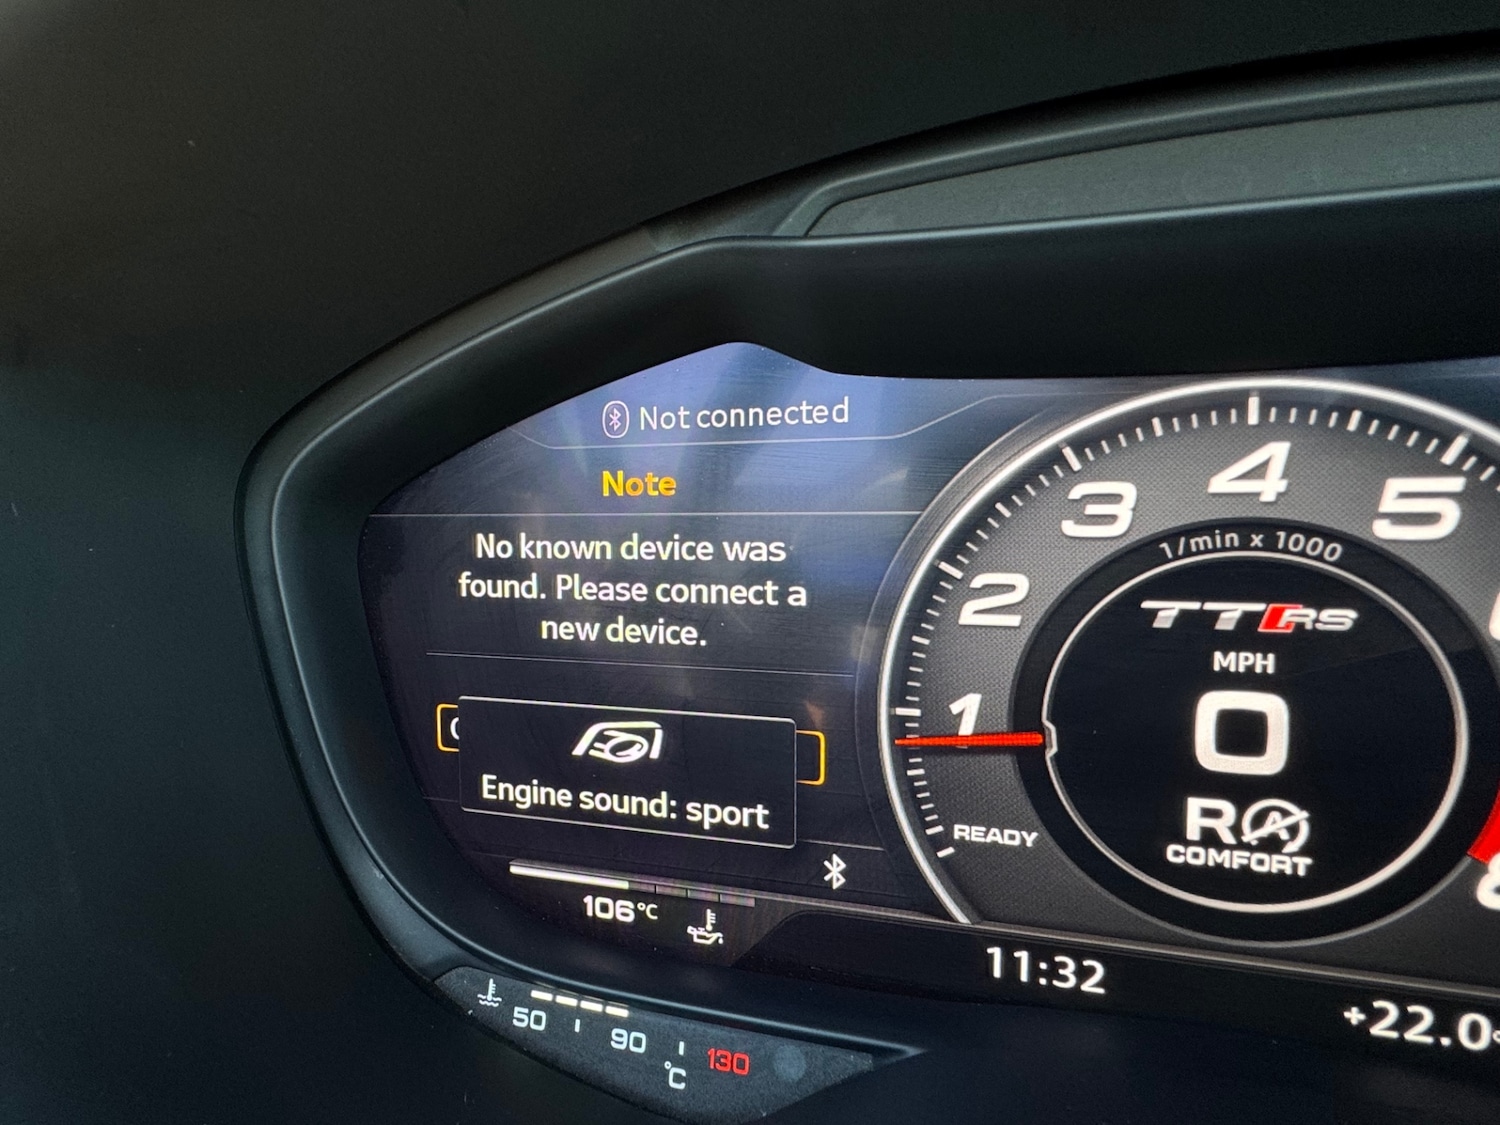 Not connected
Note
No known device was
found. Please connect a
new device.
Engine sound: sport
106°C
1
2
3
4
5
1/min x 1000
TTRS
MPH
0
R
COMFORT
READY
11:32
+22.0
50
90
130
°C